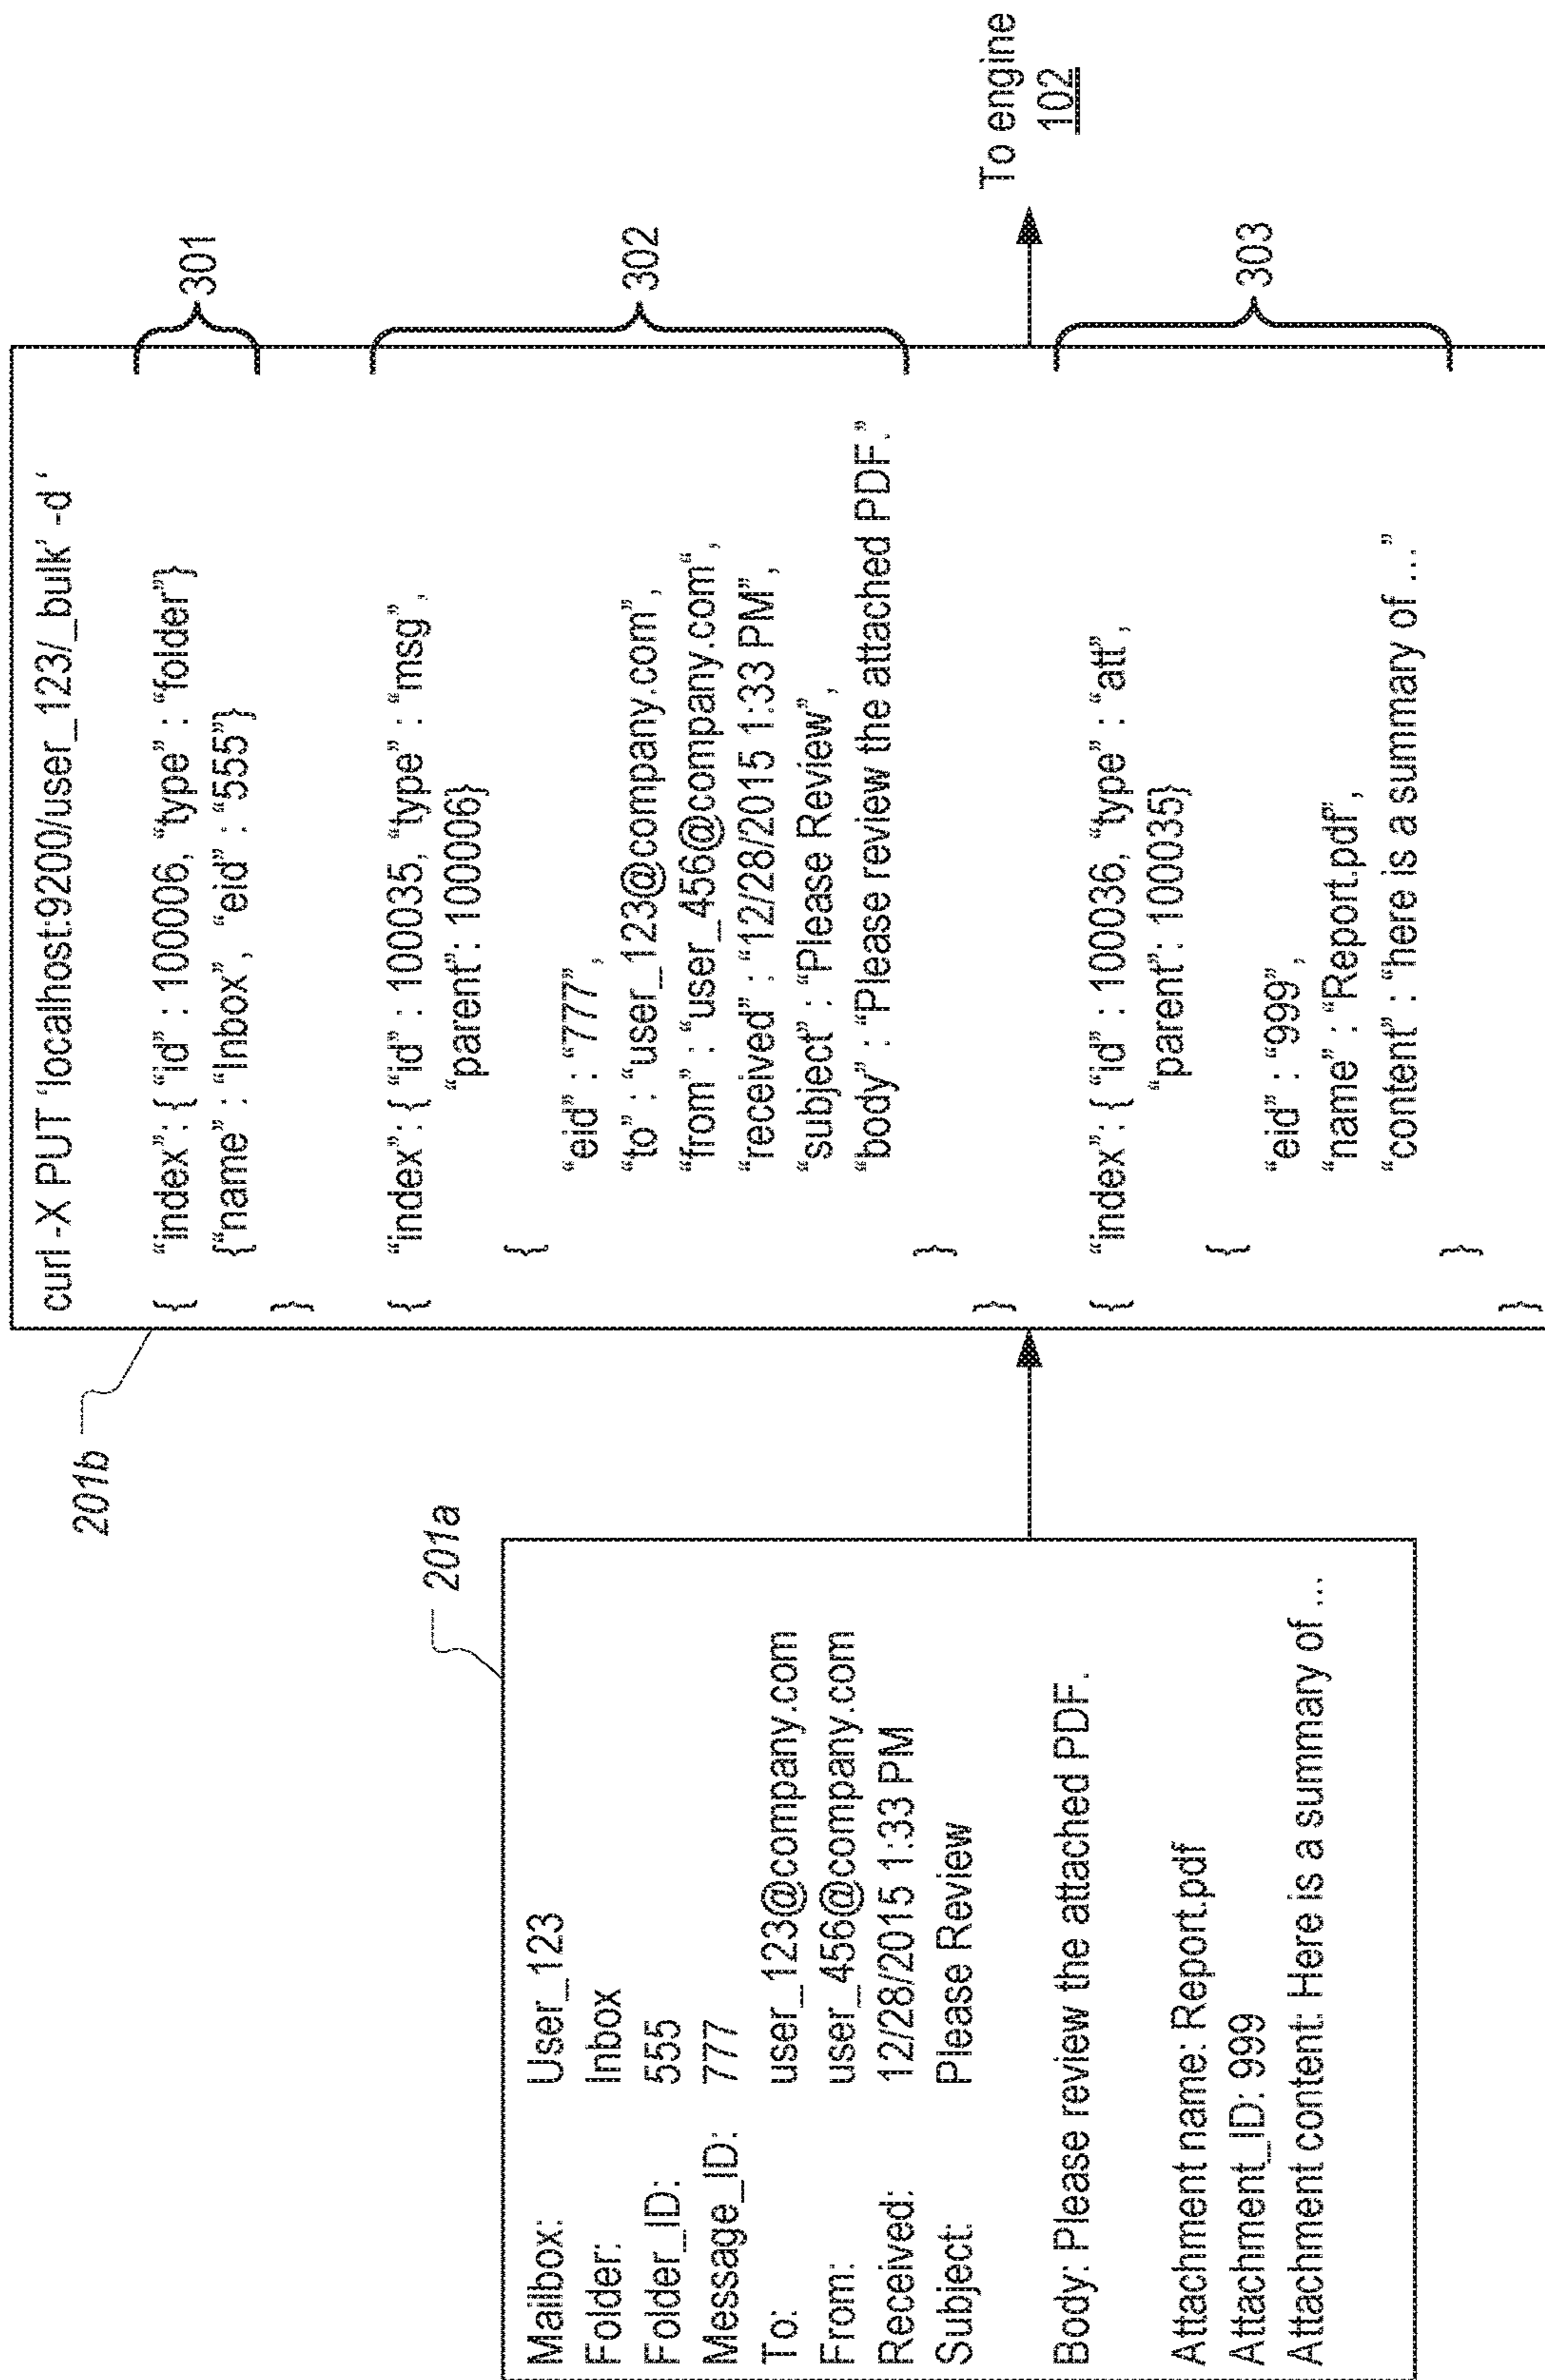 201a
Mailbox: User_123
Folder: Inbox
Folder_ID: 555
Message_ID: 777
To: user_123@company.com
From: user_456@company.com
Received: 12/28/2015 1:33 PM
Subject: Please Review
Body: Please review the attached PDF.
Attachment name: Report.pdf
Attachment_ID: 999
Attachment content: Here is a summary of ...
201b
curl -X PUT ‘localhost:9200/user_123/_bulk’ -d ‘
{ “index”: { “id” : 100006, “type” : “folder”}
{“name” : “Inbox”, “eid” : “555”}
}
{ “index”: { “id” : 100035, “type” : “msg”,
“parent”: 100006}
{
“eid” : “777”,
“to” : “user_123@company.com”,
“from” : “user_456@company.com“,
“received” : “12/28/2015 1:33 PM”,
“subject” : “Please Review”,
“body” : “Please review the attached PDF.”
}
}
{ “index”: { “id” : 100036, “type” : “att”,
“parent”: 100035}
{
“eid” : “999”,
“name” : “Report.pdf”,
“content” : “here is a summary of ...”
}
}
301
302
303
To engine
102